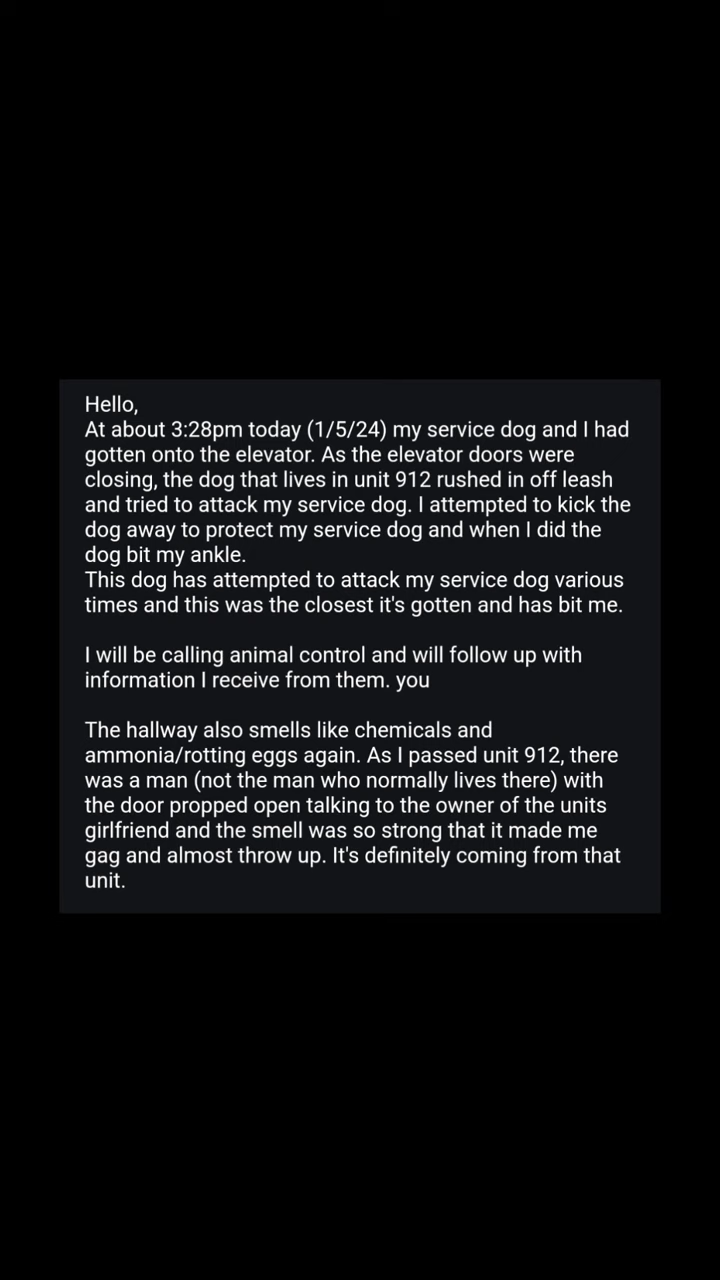 Hello,
At about 3:28pm today (1/5/24) my service dog and I had
gotten onto the elevator. As the elevator doors were
closing, the dog that lives in unit 912 rushed in off leash
and tried to attack my service dog. I attempted to kick the
dog away to protect my service dog and when I did the
dog bit my ankle.
This dog has attempted to attack my service dog various
times and this was the closest it's gotten and has bit me.
I will be calling animal control and will follow up with
information I receive from them. you
The hallway also smells like chemicals and
ammonia/rotting eggs again. As I passed unit 912, there
was a man (not the man who normally lives there) with
the door propped open talking to the owner of the units
girlfriend and the smell was so strong that it made me
gag and almost throw up. It's definitely coming from that
unit.